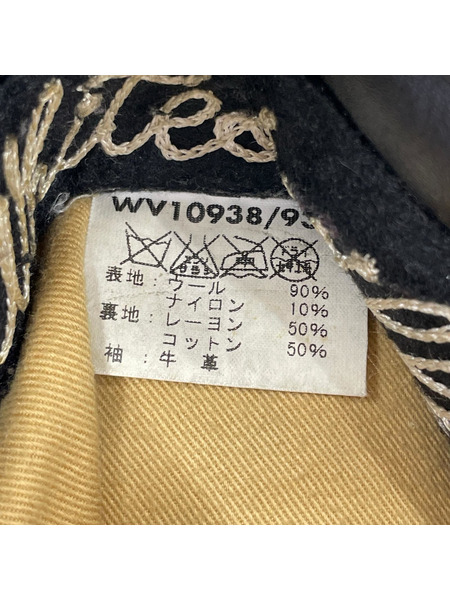 ited
WV10938/93
表地：ウール 90%
ナイロン 10%
裏地：レーヨン 50%
コットン 50%
袖：牛革